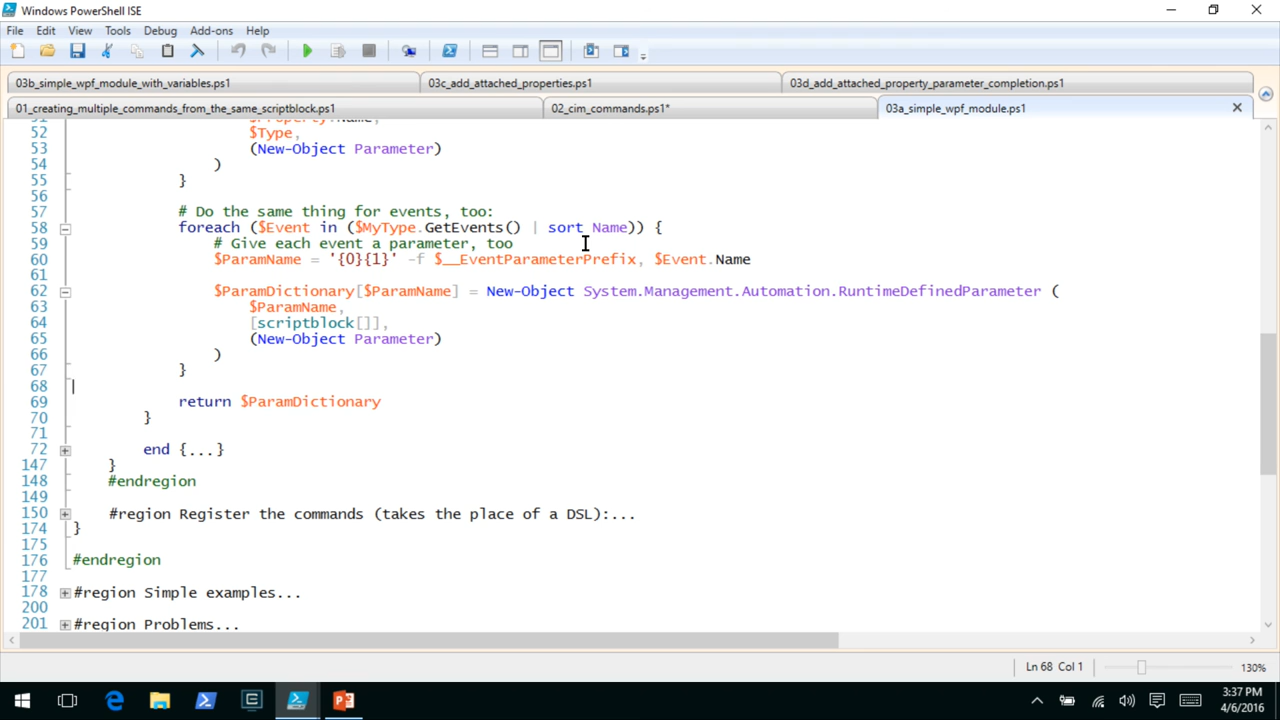 Windows PowerShell ISE
File Edit View Tools Debug Add-ons Help
03b_simple_wpf_module_with_variables.ps1 03c_add_attached_properties.ps1 03d_add_attached_property_parameter_completion.ps1
01_creating_multiple_commands_from_the_same_scriptblock.ps1 02_cim_commands.ps1* 03a_simple_wpf_module.ps1
52 $Type,
53 (New-Object Parameter)
54 )
55 }
56
57 # Do the same thing for events, too:
58 foreach ($Event in ($MyType.GetEvents() | sort Name)) {
59 # Give each event a parameter, too
60 $ParamName = '{0}{1}' -f $__EventParameterPrefix, $Event.Name
61
62 $ParamDictionary[$ParamName] = New-Object System.Management.Automation.RuntimeDefinedParameter (
63 $ParamName,
64 [scriptblock[]],
65 (New-Object Parameter)
66 )
67 }
68
69 return $ParamDictionary
70 }
71
72 end {...}
147 }
148 #endregion
149
150 #region Register the commands (takes the place of a DSL):...
174 }
175
176 #endregion
177
178 #region Simple examples...
200
201 #region Problems...
Ln 68 Col 1 130%
3:37 PM
4/6/2016